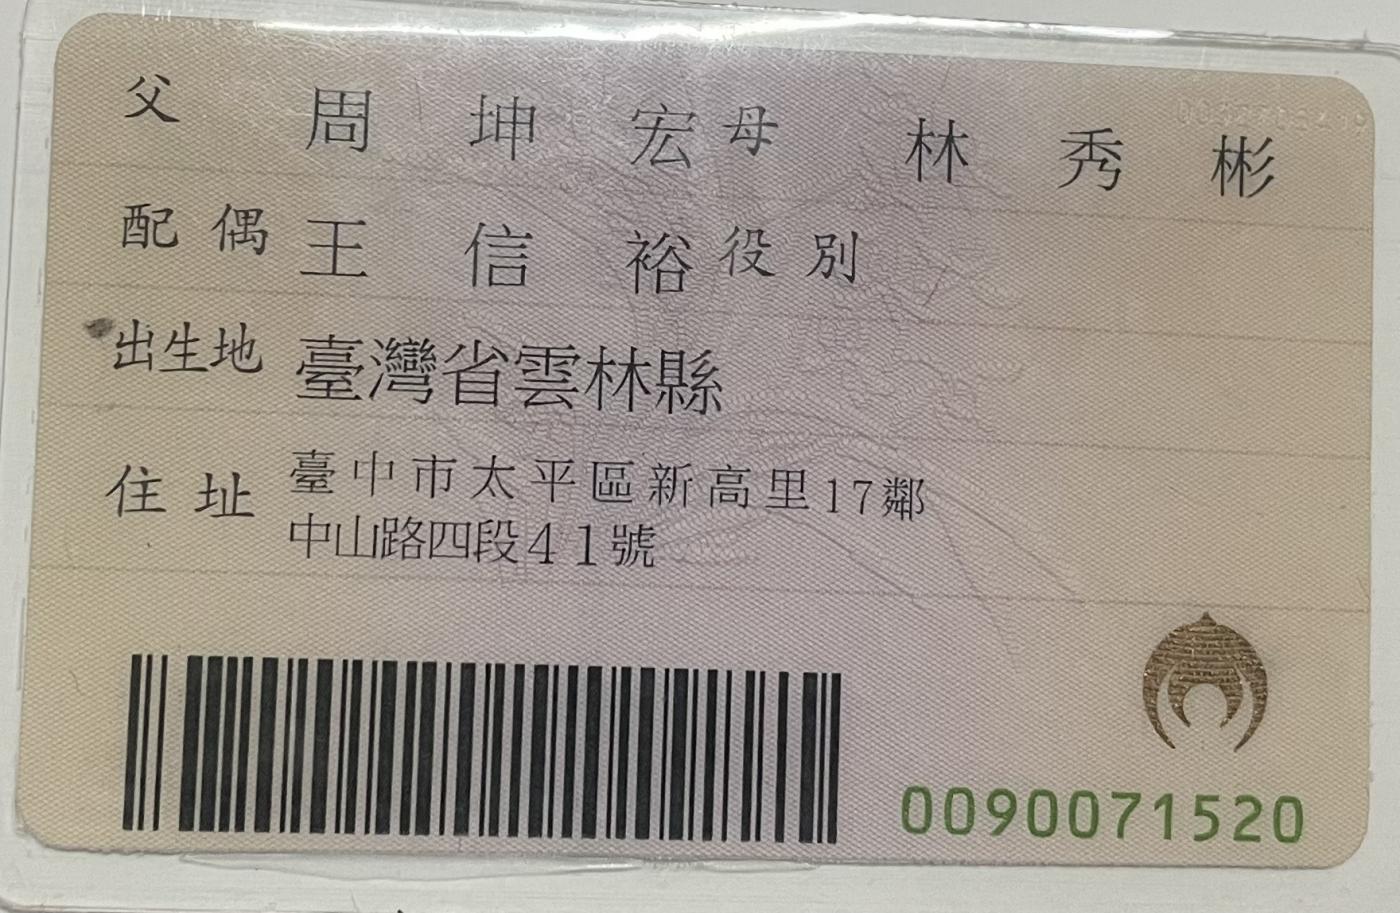 父 周坤宏 母 林秀彬
配偶 王信裕 役別
出生地 臺灣省雲林縣
住址 臺中市太平區新高里17鄰
中山路四段41號
0090071520